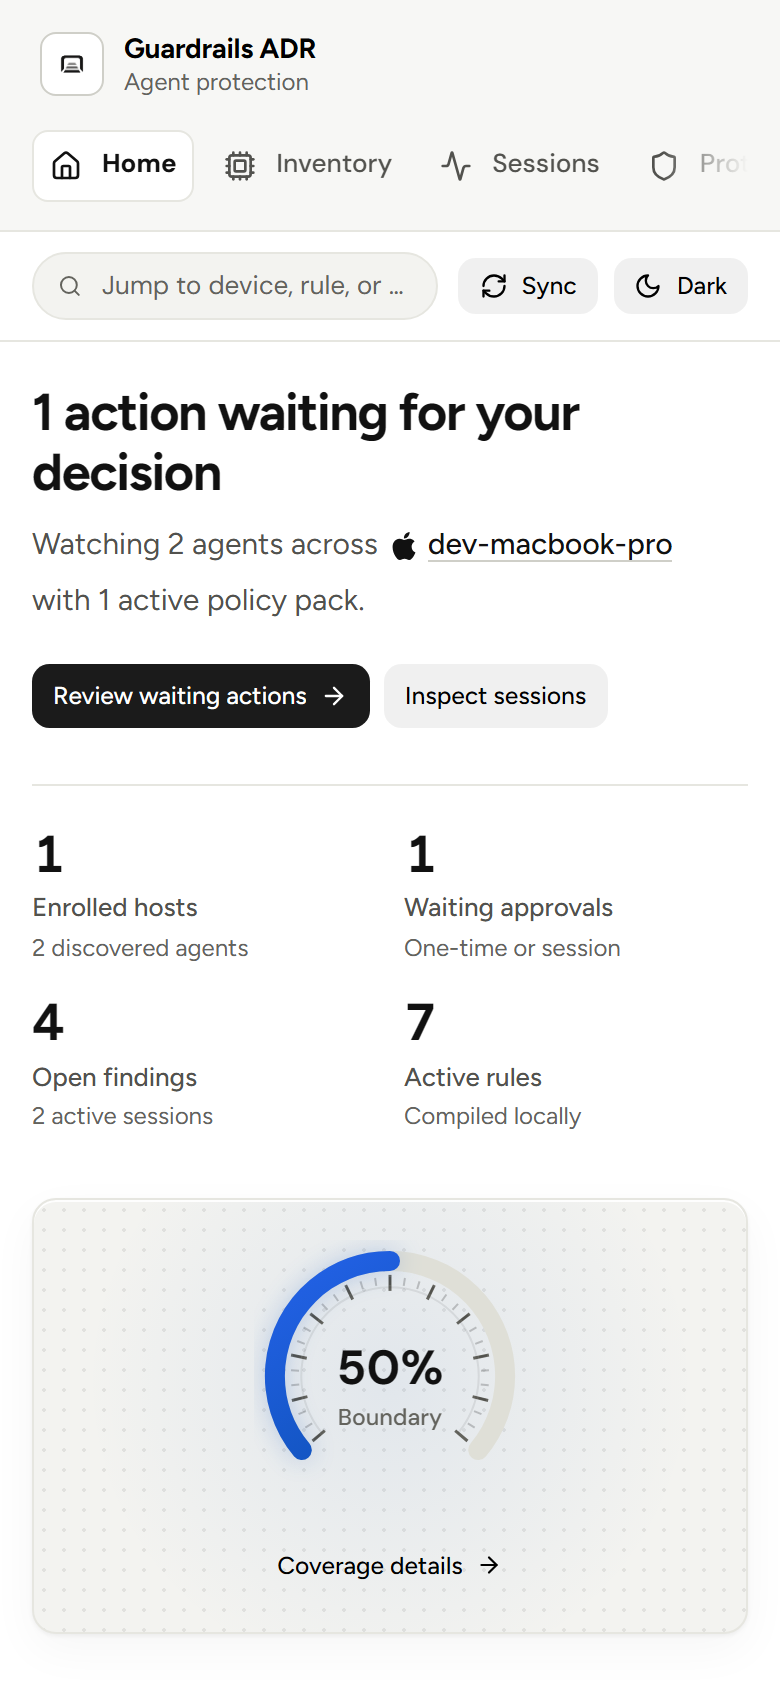 Guardrails ADR
Agent protection
Home
Inventory
Sessions
Jump to device, rule, or ...
Sync
Dark
1 action waiting for your
decision
Watching 2 agents across dev-macbook-pro
with 1 active policy pack.
Review waiting actions
Inspect sessions
1
Enrolled hosts
2 discovered agents
1
Waiting approvals
One-time or session
4
Open findings
2 active sessions
7
Active rules
Compiled locally
50%
Boundary
Coverage details